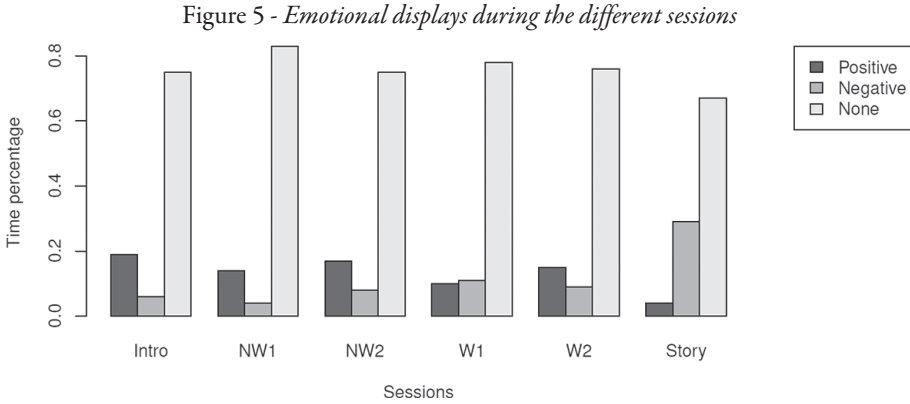 Figure 5 - Emotional displays during the different sessions
Time percentage
0.8
0.6
0.4
0.2
0.0
Intro NW1 NW2 W1 W2 Story
Sessions
Positive
Negative
None